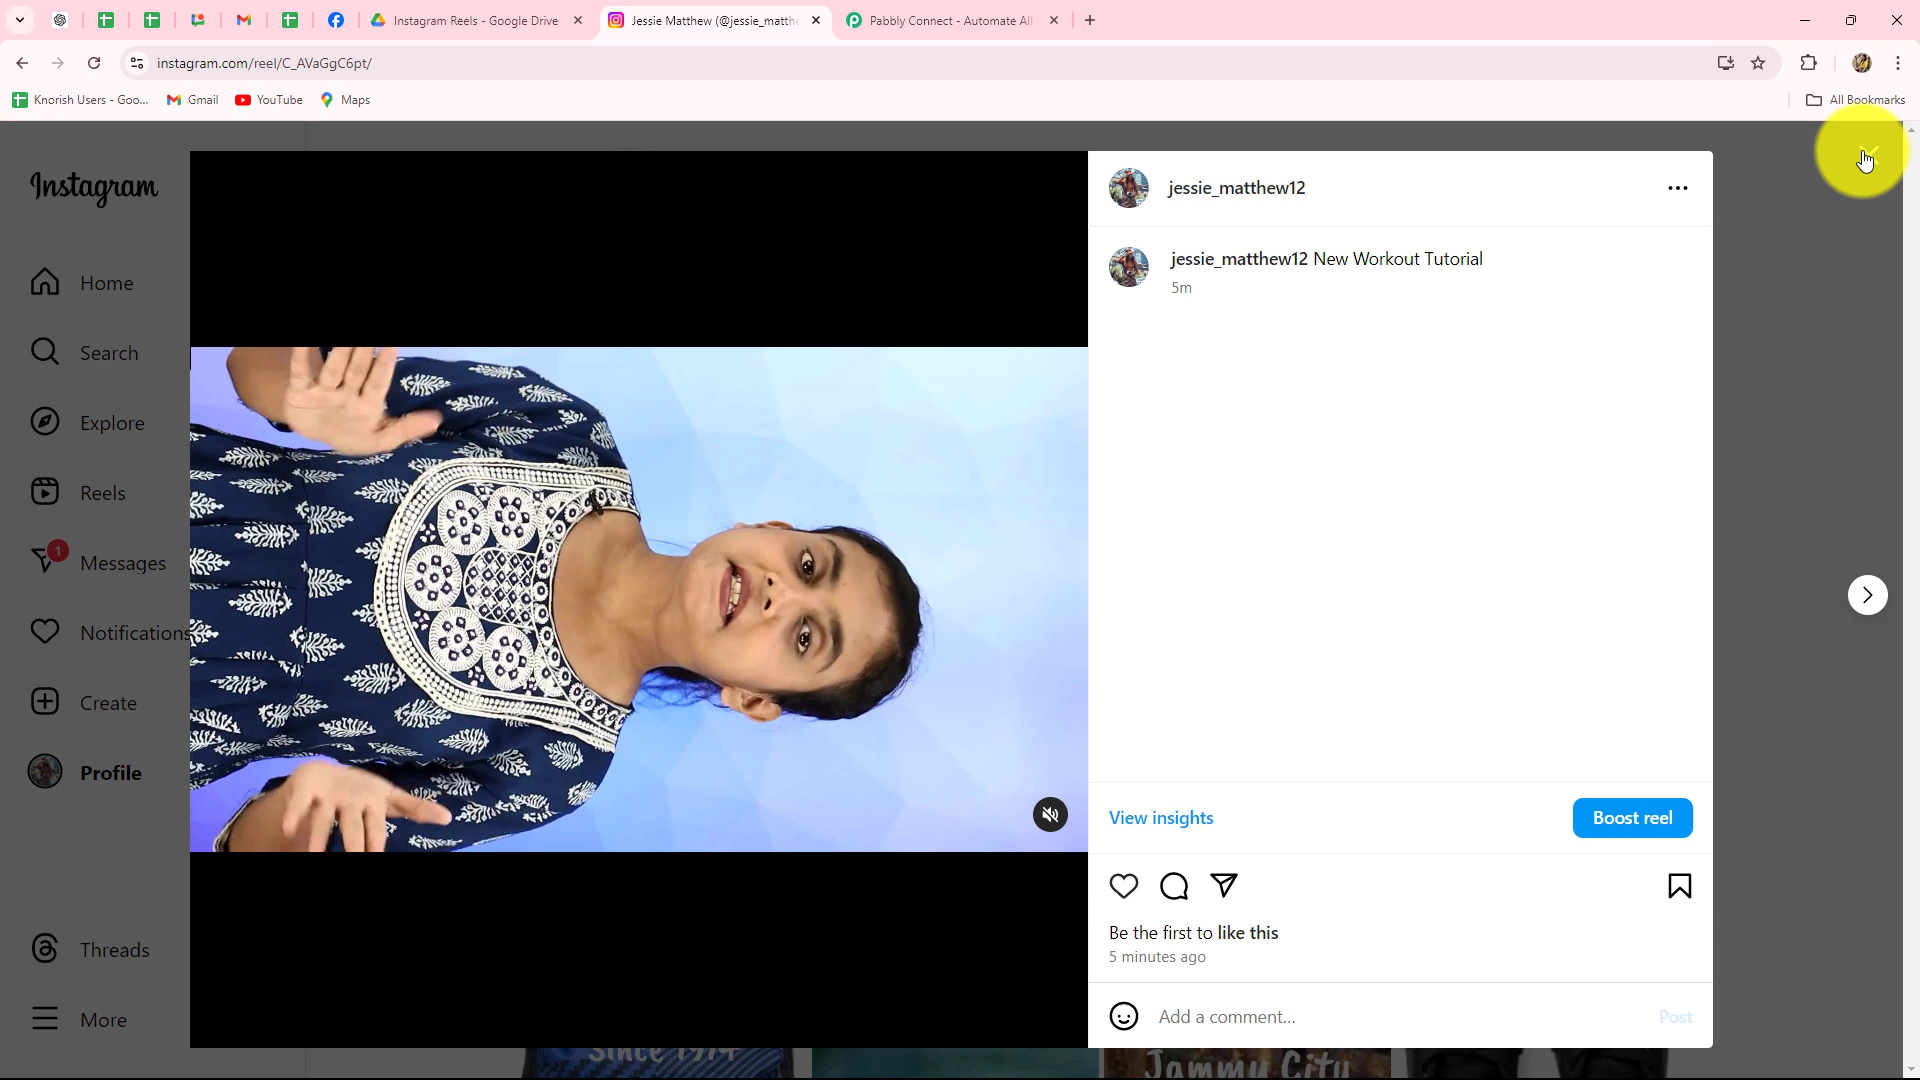 Instagram Reels - Google Drive
Jessie Matthew (@jessie_matthe
Pabbly Connect - Automate All
instagram.com/reel/C_AVaGgC6pt/
Knorish Users - Goo...
Gmail
YouTube
Maps
All Bookmarks
Instagram
Home
Search
Explore
Reels
1
Messages
Notifications
Create
Profile
Threads
More
jessie_matthew12
jessie_matthew12 New Workout Tutorial
5m
View insights
Boost reel
Be the first to like this
5 minutes ago
Add a comment...
Post
Since 1974
Jammy City